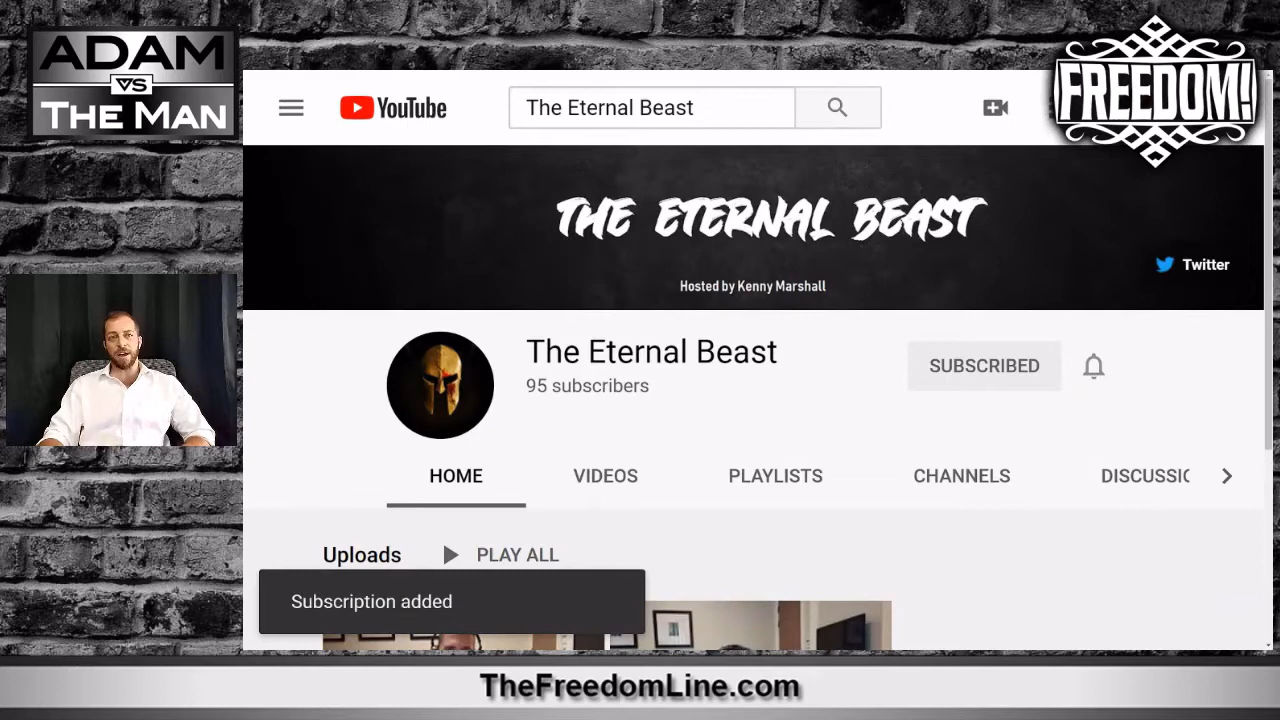 ADAM
VS
THE MAN
YouTube
The Eternal Beast
FREEDOM!
THE ETERNAL BEAST
Twitter
Hosted by Kenny Marshall
The Eternal Beast
95 subscribers
SUBSCRIBED
HOME VIDEOS PLAYLISTS CHANNELS DISCUSSIO
Uploads PLAY ALL
Subscription added
TheFreedomLine.com